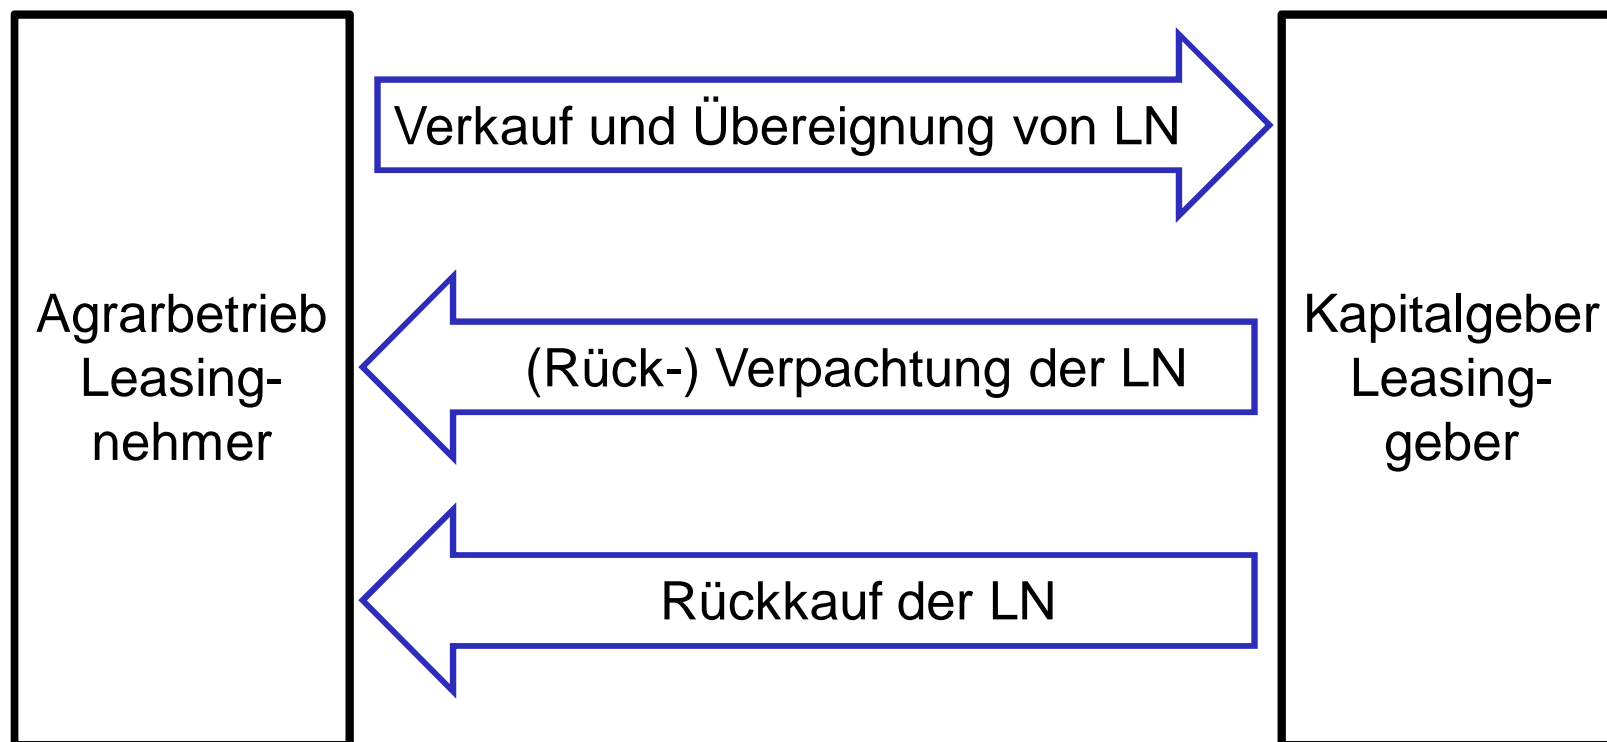 Verkauf und Übereignung von LN
Agrarbetrieb
Leasing-
nehmer
(Rück-) Verpachtung der LN
Kapitalgeber
Leasing-
geber
Rückkauf der LN